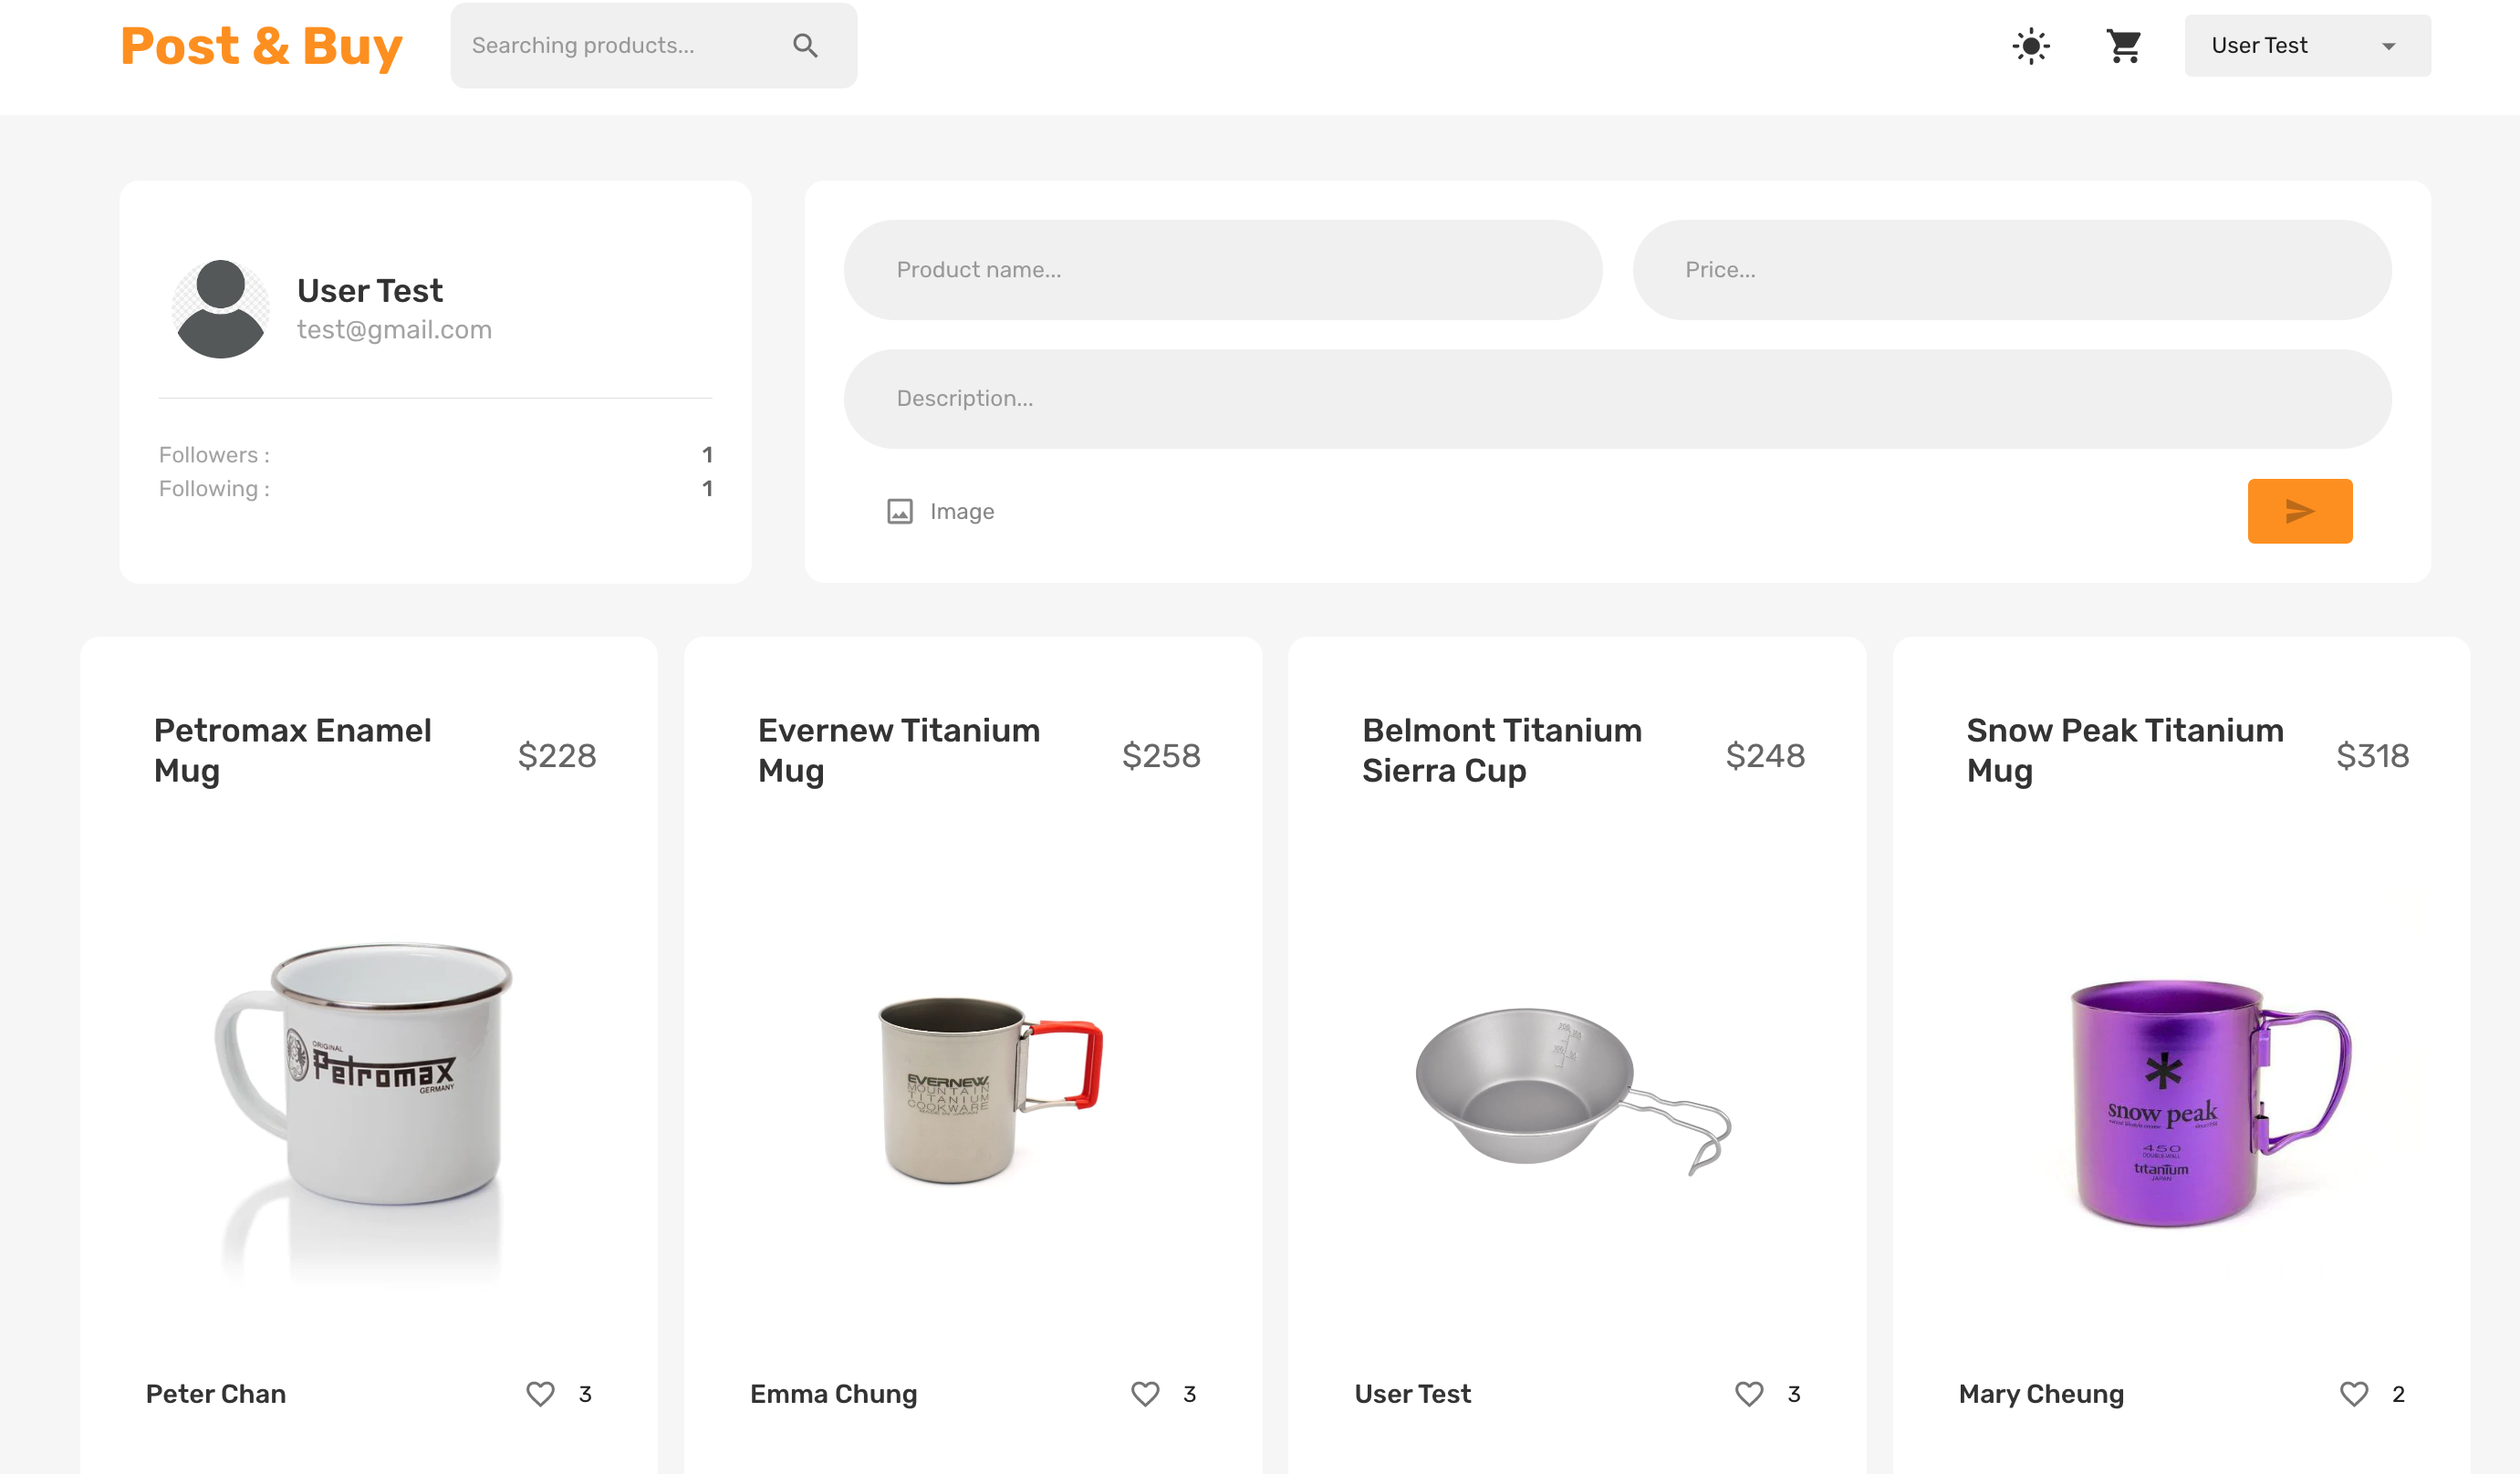 Post & Buy
Searching products...
User Test
User Test
test@gmail.com
Followers :
1
Following :
1
Product name...
Price...
Description...
Image
Petromax Enamel
Mug
$228
ORIGINAL
Petromax
GERMANY
Peter Chan
3
Evernew Titanium
Mug
$258
EVERNEW
MOUNTAIN
TITANIUM
COOKWARE
Emma Chung
3
Belmont Titanium
Sierra Cup
$248
User Test
3
Snow Peak Titanium
Mug
$318
snow peak
450
DOUBLE-WALL
titanium
JAPAN
Mary Cheung
2